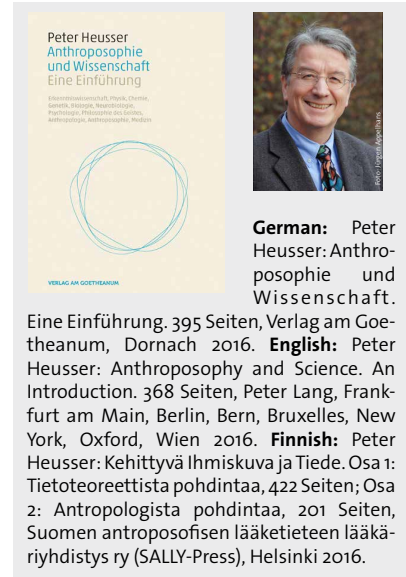 Peter Heusser
Anthroposophie
und Wissenschaft
Eine Einführung
Erkenntniswissenschaft, Physik, Chemie,
Genetik, Biologie, Neurobiologie,
Psychologie, Philosophie des Geistes,
Anthropologie, Anthroposophie, Medizin
VERLAG AM GOETHEANUM
Foto: Jürgen Appelhans
German: Peter
Heusser: Anthro-
posophie und
Wissenschaft.
Eine Einführung. 395 Seiten, Verlag am Goe-
theanum, Dornach 2016. English: Peter
Heusser: Anthroposophy and Science. An
Introduction. 368 Seiten, Peter Lang, Frank-
furt am Main, Berlin, Bern, Bruxelles, New
York, Oxford, Wien 2016. Finnish: Peter
Heusser: Kehittyvä Ihmiskuva ja Tiede. Osa 1:
Tietoteoreettista pohdintaa, 422 Seiten; Osa
2: Antropologista pohdintaa, 201 Seiten,
Suomen antroposofisen lääketieteen lääkä-
riyhdistys ry (SALLY-Press), Helsinki 2016.